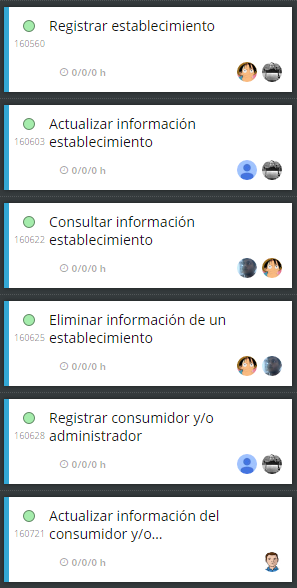 Registrar establecimiento
160560
0/0/0 h
Actualizar información
160603
establecimiento
0/0/0 h
Consultar información
160622
establecimiento
0/0/0 h
Eliminar información de un
160625
establecimiento
0/0/0 h
Registrar consumidor y/o
160628
administrador
0/0/0 h
Actualizar información del
160721
consumidor y/o...
0/0/0 h